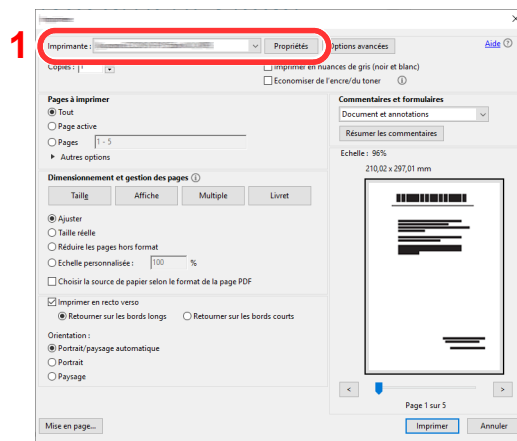 1
Imprimante :
Propriétés
Options avancées
Aide
Copies : 1
Imprimer en nuances de gris (noir et blanc)
Economiser de l'encre/du toner
Pages à imprimer
Tout
Page active
Pages 1 - 5
Autres options
Dimensionnement et gestion des pages
Taille Affiche Multiple Livret
Ajuster
Taille réelle
Réduire les pages hors format
Echelle personnalisée : 100 %
Choisir la source de papier selon le format de la page PDF
Imprimer en recto verso
Retourner sur les bords longs Retourner sur les bords courts
Orientation :
Portrait/paysage automatique
Portrait
Paysage
Commentaires et formulaires
Document et annotations
Résumer les commentaires
Echelle : 96%
210,02 x 297,01 mm
< >
Page 1 sur 5
Mise en page...
Imprimer Annuler